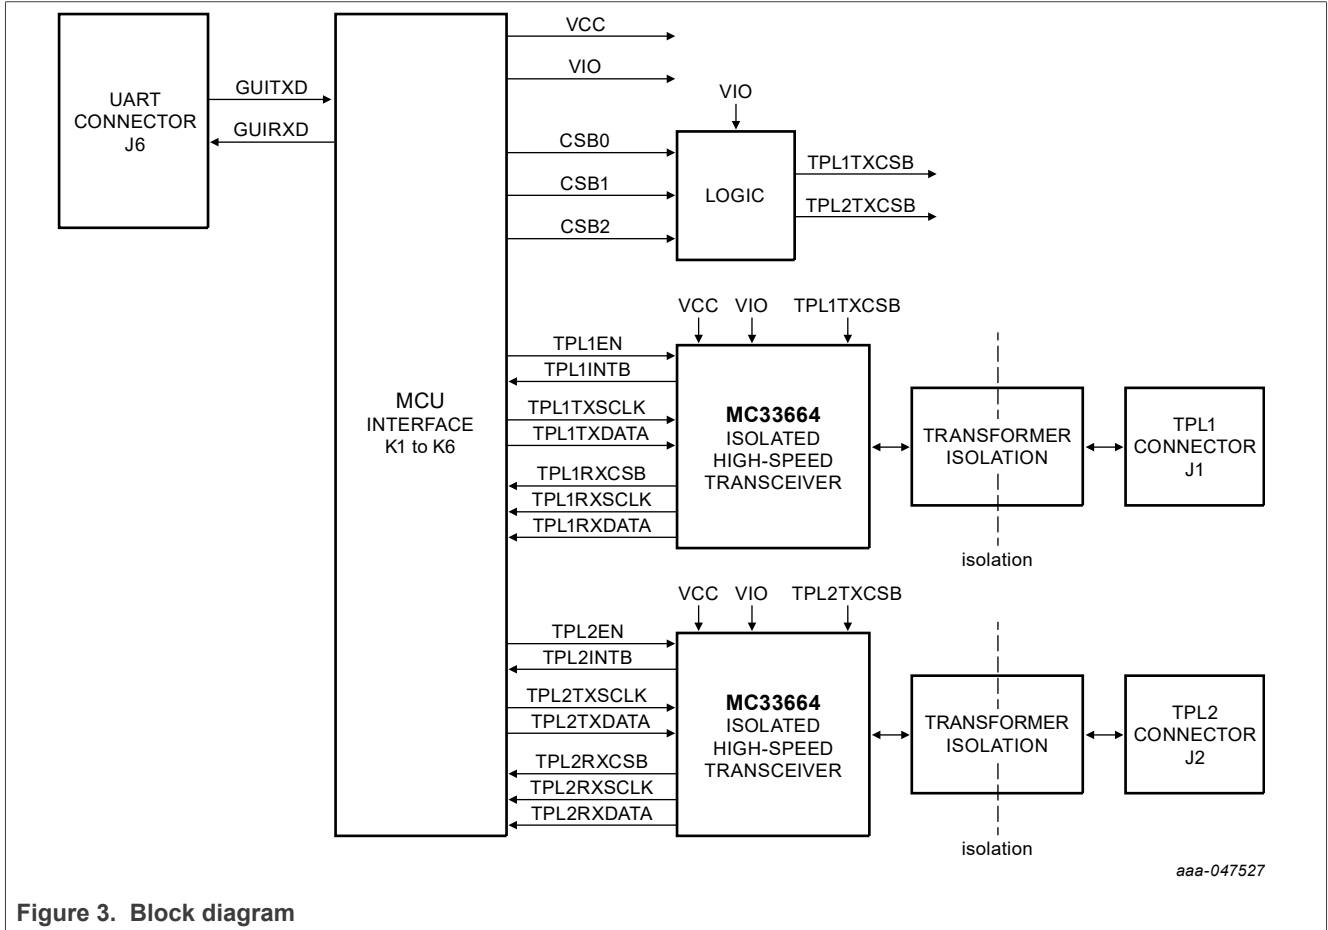 UART
CONNECTOR
J6
GUITXD
GUIRXD
MCU
INTERFACE
K1 to K6
VCC
VIO
CSB0
CSB1
CSB2
VIO
LOGIC
TPL1TXCSB
TPL2TXCSB
TPL1EN
TPL1INTB
TPL1TXSCLK
TPL1TXDATA
TPL1RXCSB
TPL1RXSCLK
TPL1RXDATA
VCC
VIO
TPL1TXCSB
MC33664
ISOLATED
HIGH-SPEED
TRANSCEIVER
TRANSFORMER
ISOLATION
isolation
TPL1
CONNECTOR
J1
TPL2EN
TPL2INTB
TPL2TXSCLK
TPL2TXDATA
TPL2RXCSB
TPL2RXSCLK
TPL2RXDATA
VCC
VIO
TPL2TXCSB
MC33664
ISOLATED
HIGH-SPEED
TRANSCEIVER
TRANSFORMER
ISOLATION
isolation
TPL2
CONNECTOR
J2
aaa-047527
Figure 3. Block diagram